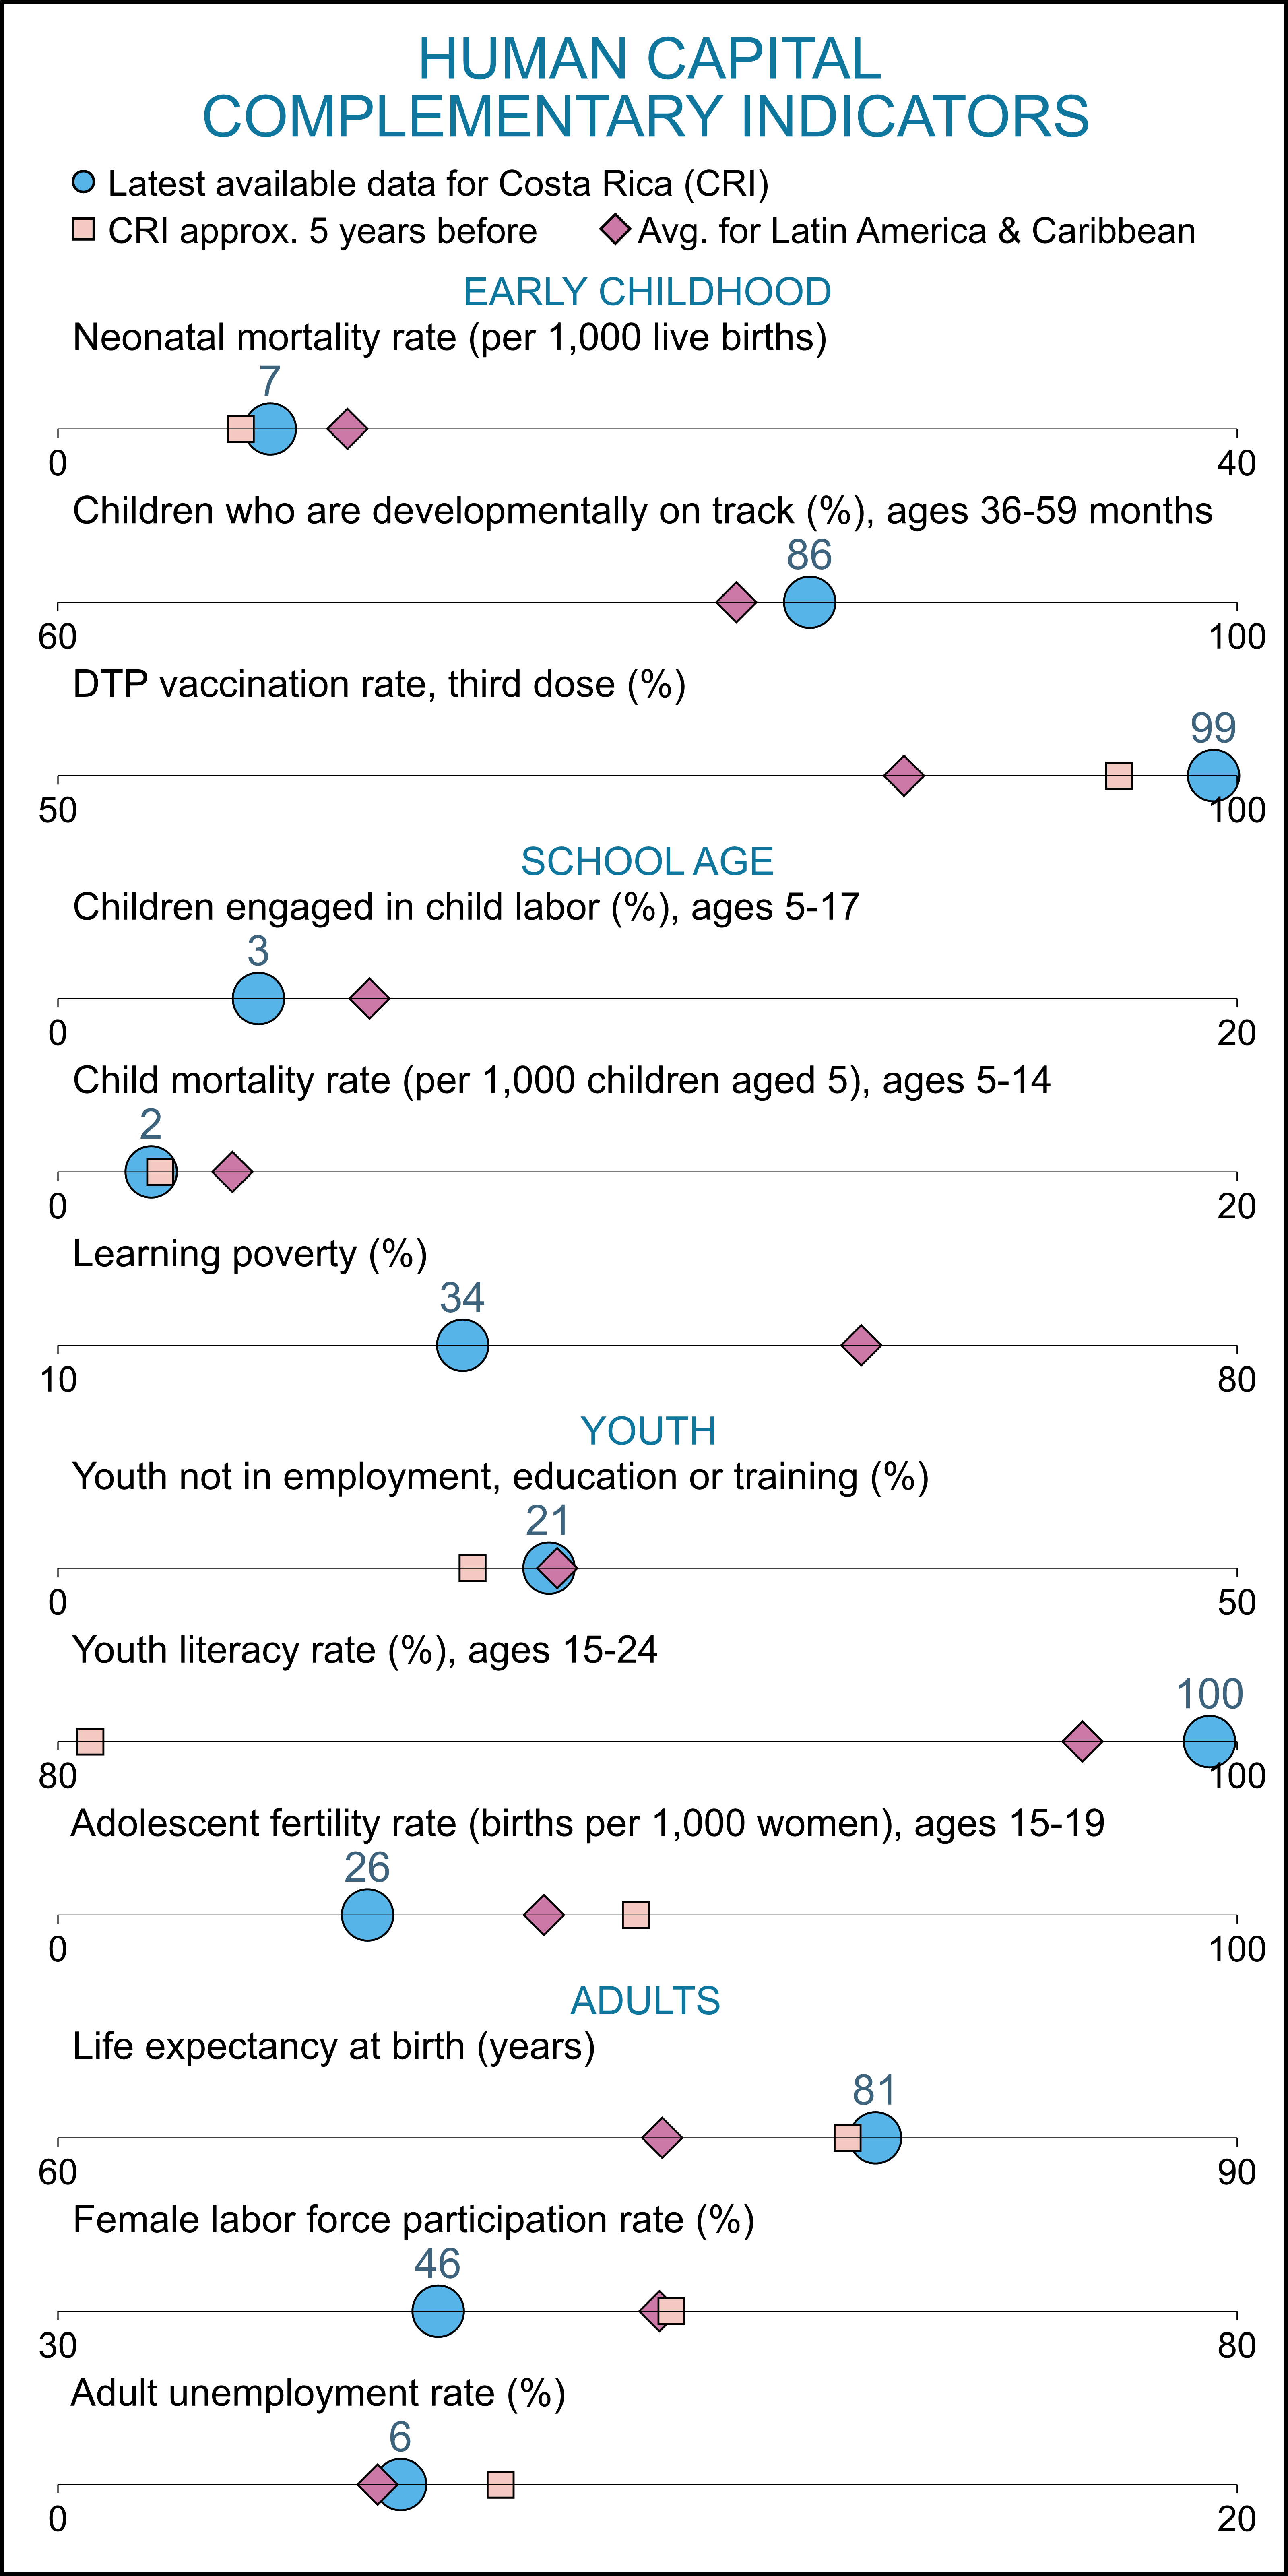 HUMAN CAPITAL
COMPLEMENTARY INDICATORS
Latest available data for Costa Rica (CRI)
CRI approx. 5 years before Avg. for Latin America & Caribbean
EARLY CHILDHOOD
Neonatal mortality rate (per 1,000 live births)
7
0 40
Children who are developmentally on track (%), ages 36-59 months
86
60 100
DTP vaccination rate, third dose (%)
99
50 100
SCHOOL AGE
Children engaged in child labor (%), ages 5-17
3
0 20
Child mortality rate (per 1,000 children aged 5), ages 5-14
2
0 20
Learning poverty (%)
34
10 80
YOUTH
Youth not in employment, education or training (%)
21
0 50
Youth literacy rate (%), ages 15-24
100
80 100
Adolescent fertility rate (births per 1,000 women), ages 15-19
26
0 100
ADULTS
Life expectancy at birth (years)
81
60 90
Female labor force participation rate (%)
46
30 80
Adult unemployment rate (%)
6
0 20